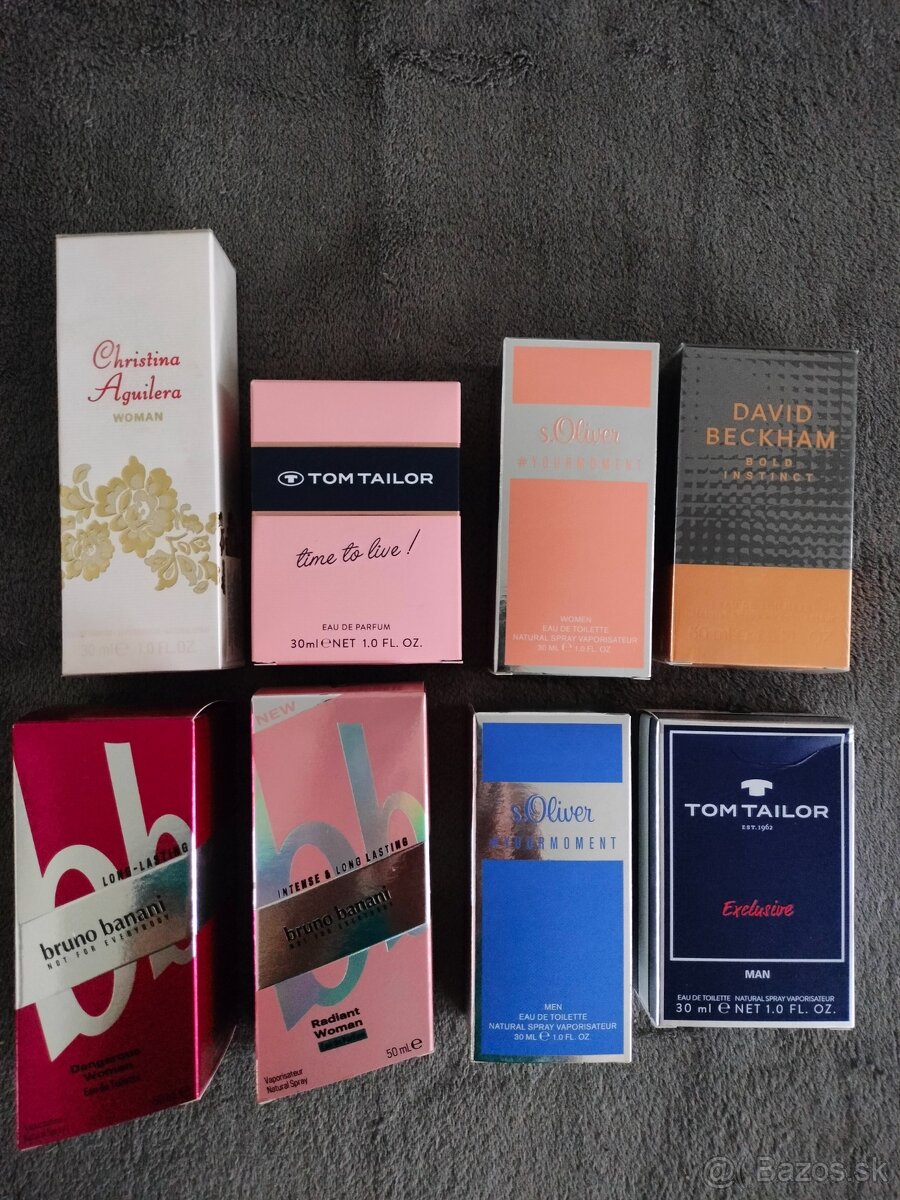 Christina
Aguilera
WOMAN
30 ml e 1.0 FL. OZ.
TOM TAILOR
time to live!
EAU DE PARFUM
30ml e NET 1.0 FL. OZ.
s.Oliver
#YOURMOMENT
WOMEN
EAU DE TOILETTE
NATURAL SPRAY VAPORISATEUR
30 ML e 1.0 FL. OZ
DAVID
BECKHAM
BOLD
INSTINCT
LONG-LASTING
bruno banani
NOT FOR EVERYBODY
bb
Dangerous
Woman
Eau de Toilette
NEW
bb
INTENSE & LONG LASTING
bruno banani
NOT FOR EVERYBODY
Radiant
Woman
50 mL e
Vaporisateur
Natural Spray
s.Oliver
#YOURMOMENT
MEN
EAU DE TOILETTE
NATURAL SPRAY VAPORISATEUR
30 ML e 1.0 FL. OZ
TOM TAILOR
EST. 1962
Exclusive
MAN
EAU DE TOILETTE NATURAL SPRAY VAPORISATEUR
30 ml e NET 1.0 FL. OZ.
@ Bazos.sk